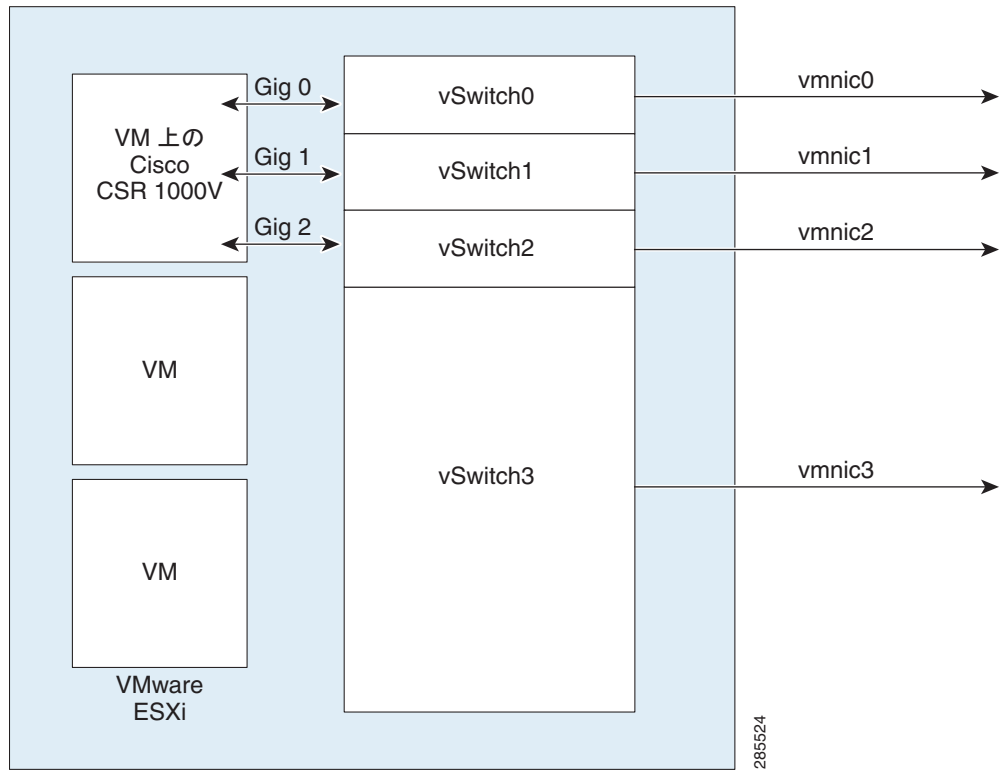 VM 上の
Cisco
CSR 1000V
Gig 0
Gig 1
Gig 2
vSwitch0
vSwitch1
vSwitch2
vSwitch3
vmnic0
vmnic1
vmnic2
vmnic3
VM
VM
VMware
ESXi
285524